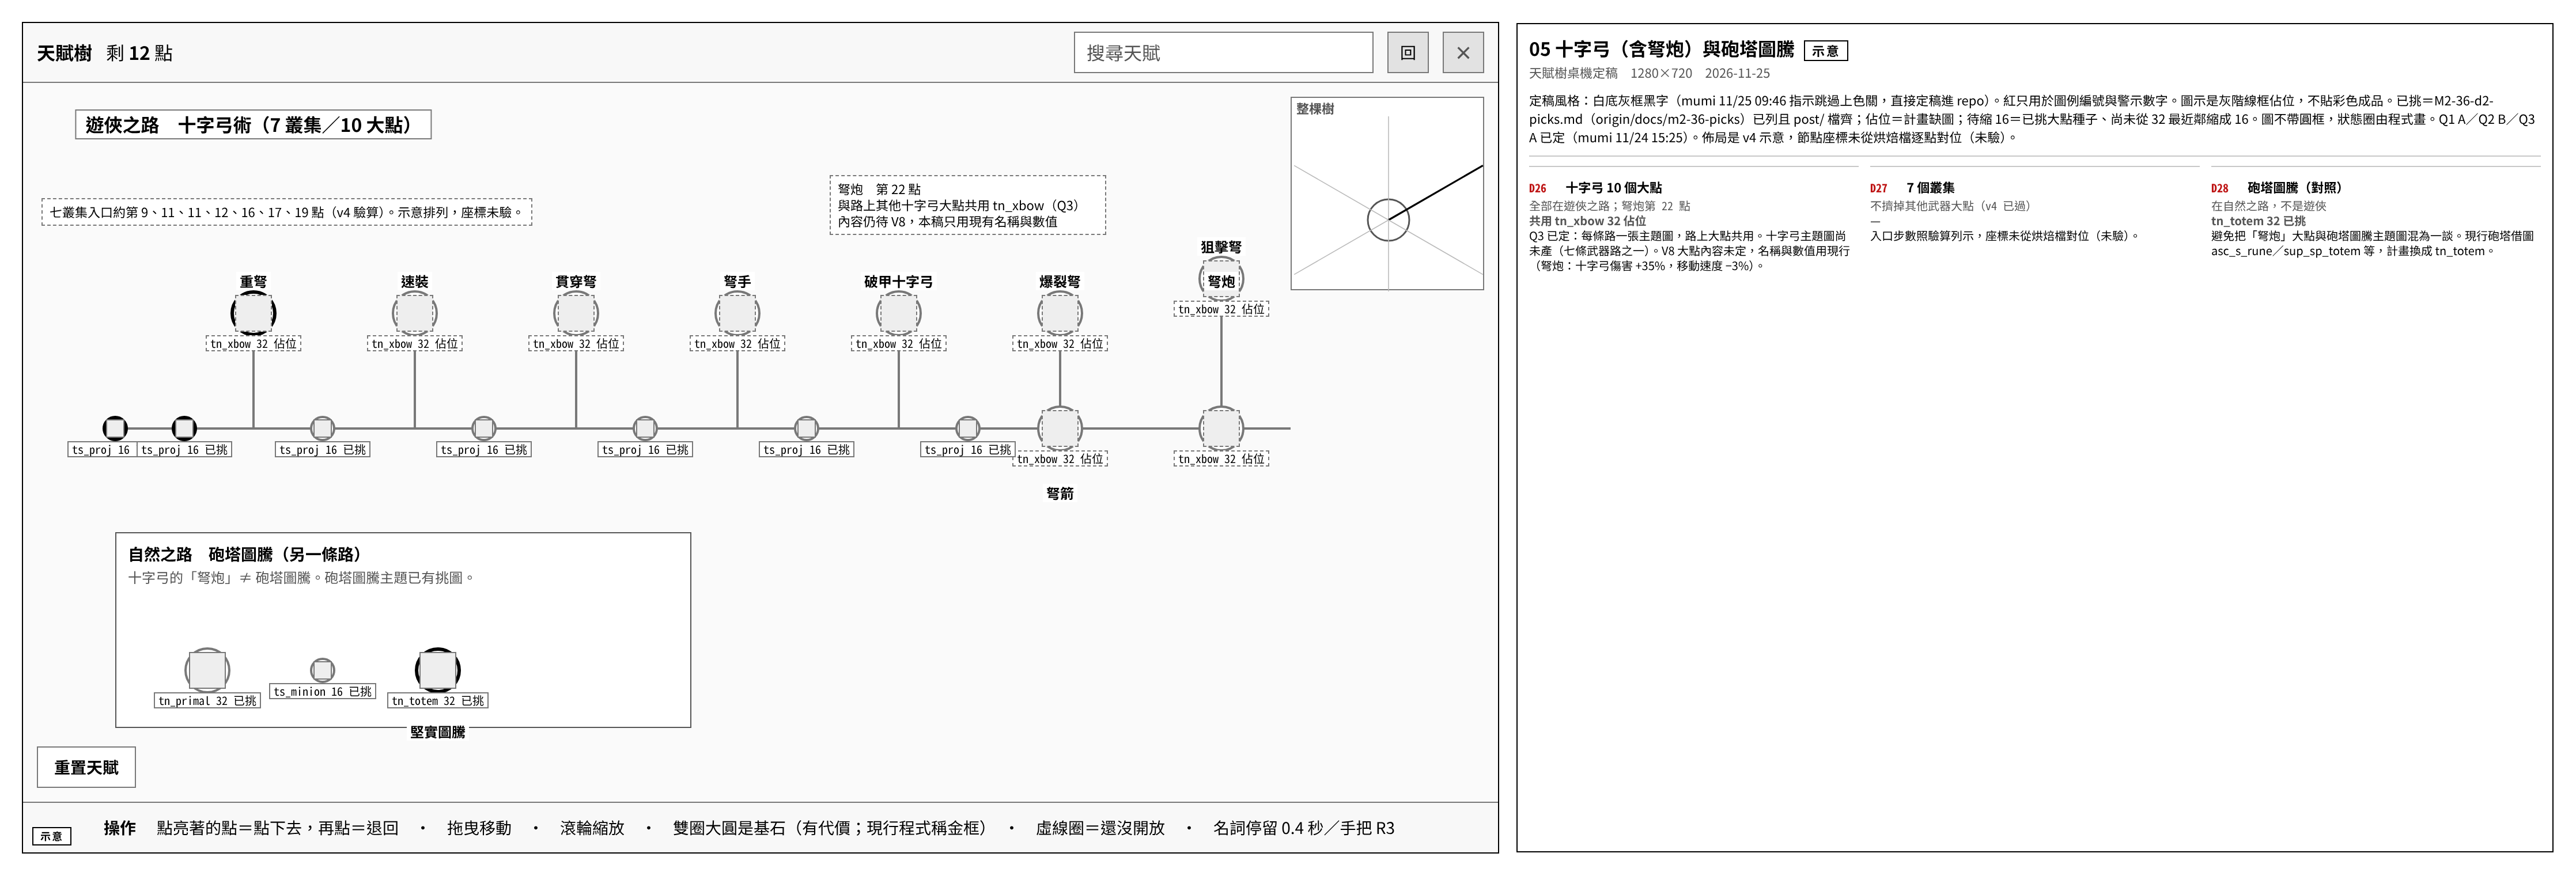 天賦樹 剩 12 點
搜尋天賦
回
×
遊俠之路 十字弓術（7 叢集／10 大點）
整棵樹
七叢集入口約第 9、11、11、12、16、17、19 點（v4 驗算）。示意排列，座標未驗。
弩炮 第 22 點
與路上其他十字弓大點共用 tn_xbow（Q3）
內容仍待 V8，本稿只用現有名稱與數值
狙擊弩
重弩
速裝
貫穿弩
弩手
破甲十字弓
爆裂弩
弩炮
tn_xbow 32 佔位
tn_xbow 32 佔位
tn_xbow 32 佔位
tn_xbow 32 佔位
tn_xbow 32 佔位
tn_xbow 32 佔位
tn_xbow 32 佔位
ts_proj 16
ts_proj 16 已挑
ts_proj 16 已挑
ts_proj 16 已挑
ts_proj 16 已挑
ts_proj 16 已挑
ts_proj 16 已挑
tn_xbow 32 佔位
tn_xbow 32 佔位
弩箭
自然之路 砲塔圖騰（另一條路）
十字弓的「弩炮」≠ 砲塔圖騰。砲塔圖騰主題已有挑圖。
tn_primal 32 已挑
ts_minion 16 已挑
tn_totem 32 已挑
堅實圖騰
重置天賦
示意
操作 點亮著的點＝點下去，再點＝退回 · 拖曳移動 · 滾輪縮放 · 雙圈大圓是基石（有代價；現行程式稱金框） · 虛線圈＝還沒開放 · 名詞停留 0.4 秒／手把 R3
05 十字弓（含弩炮）與砲塔圖騰 示意
天賦樹桌機定稿 1280×720 2026-11-25
定稿風格：白底灰框黑字（mumi 11/25 09:46 指示跳過上色關，直接定稿進 repo）。紅只用於圖例編號與警示數字。圖示是灰階線框佔位，不貼彩色成品。已挑＝M2-36-d2-
picks.md（origin/docs/m2-36-picks）已列且 post/ 檔齊；佔位＝計畫缺圖；待縮 16＝已挑大點種子、尚未從 32 最近鄰縮成 16。圖不帶圓框，狀態圈由程式畫。Q1 A／Q2 B／Q3
A 已定（mumi 11/24 15:25）。佈局是 v4 示意，節點座標未從烘焙檔逐點對位（未驗）。
D26 十字弓 10 個大點
全部在遊俠之路；弩炮第 22 點
共用 tn_xbow 32 佔位
Q3 已定：每條路一張主題圖，路上大點共用。十字弓主題圖尚
未產（七條武器路之一）。V8 大點內容未定，名稱與數值用現行
（弩炮：十字弓傷害 +35%，移動速度 −3%）。
D27 7 個叢集
不擠掉其他武器大點（v4 已過）
—
入口步數照驗算列示，座標未從烘焙檔對位（未驗）。
D28 砲塔圖騰（對照）
在自然之路，不是遊俠
tn_totem 32 已挑
避免把「弩炮」大點與砲塔圖騰主題圖混為一談。現行砲塔借圖
asc_s_rune／sup_sp_totem 等，計畫換成 tn_totem。